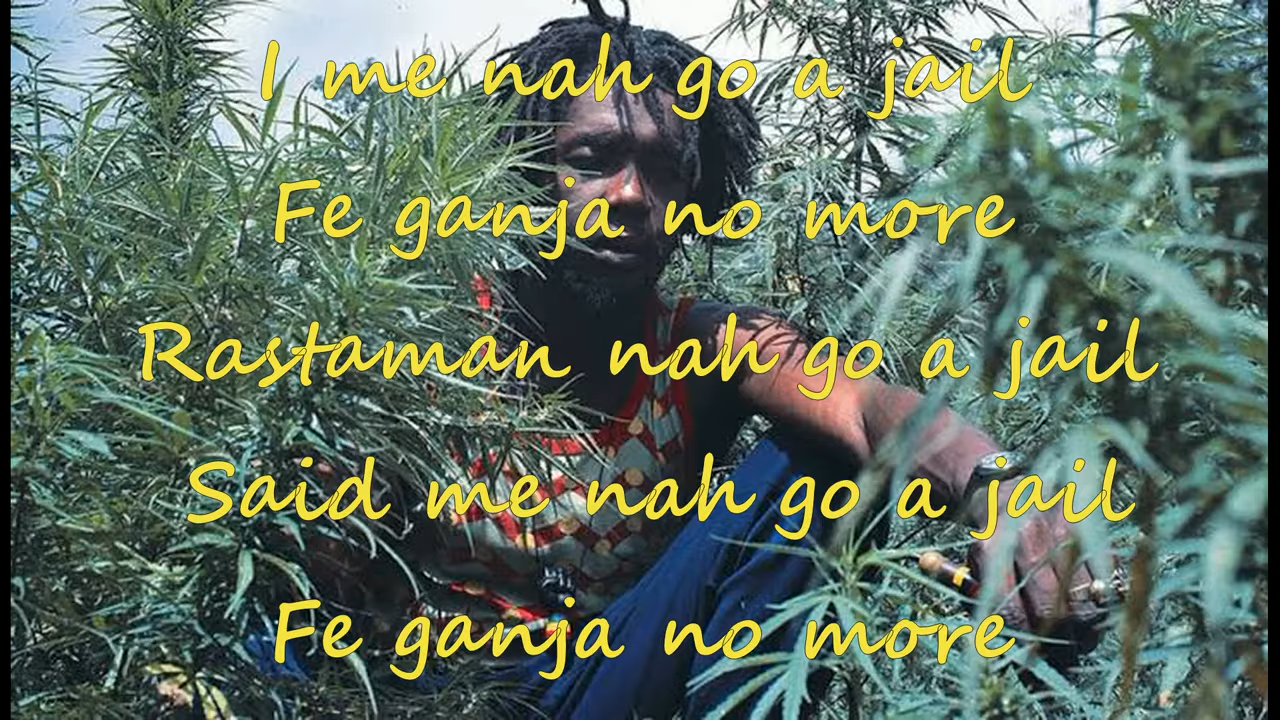 I me nah go a jail
Fe ganja no more
Rastaman nah go a jail
Said me nah go a jail
Fe ganja no more